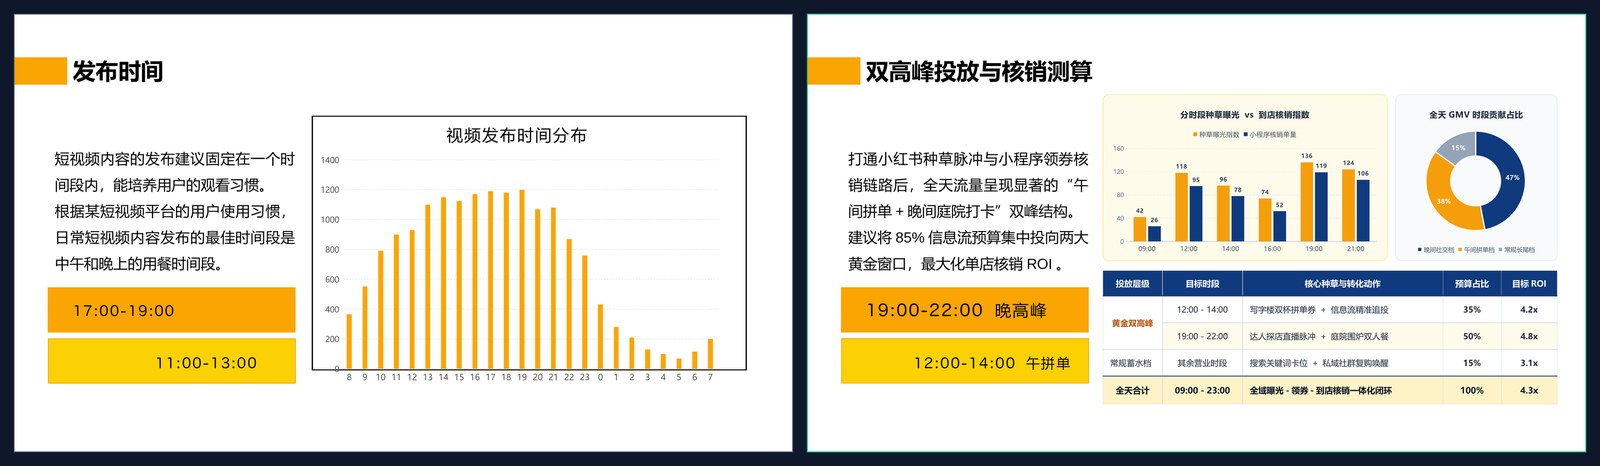 发布时间
短视频内容的发布建议固定在一个时
间段内，能培养用户的观看习惯。
根据某短视频平台的用户使用习惯，
日常短视频内容发布的最佳时间段是
中午和晚上的用餐时间段。
17:00-19:00
11:00-13:00
视频发布时间分布
1400
1200
1000
800
600
400
200
0
8 9 10 11 12 13 14 15 16 17 18 19 20 21 22 23 0 1 2 3 4 5 6 7
双高峰投放与核销测算
打通小红书种草脉冲与小程序领券核
销链路后，全天流量呈现显著的“午
间拼单 + 晚间庭院打卡”双峰结构。
建议将 85% 信息流预算集中投向两大
黄金窗口，最大化单店核销 ROI 。
19:00-22:00 晚高峰
12:00-14:00 午拼单
分时段种草曝光 vs 到店核销指数
种草曝光指数 小程序核销单量
160
120
80
40
0
42 26 118 95 96 78 74 52 136 119 124 106
09:00 12:00 14:00 16:00 19:00 21:00
全天 GMV 时段贡献占比
15%
47%
38%
晚间社交档 午间拼单档 常规长尾档
投放层级 目标时段 核心种草与转化动作 预算占比 目标 ROI
黄金双高峰 12:00 - 14:00 写字楼双杯拼单券 + 信息流精准追投 35% 4.2x
19:00 - 22:00 达人探店直播脉冲 + 庭院围炉双人餐 50% 4.8x
常规蓄水档 其余营业时段 搜索关键词卡位 + 私域社群复购唤醒 15% 3.1x
全天合计 09:00 - 23:00 全域曝光 - 领券 - 到店核销一体化闭环 100% 4.3x